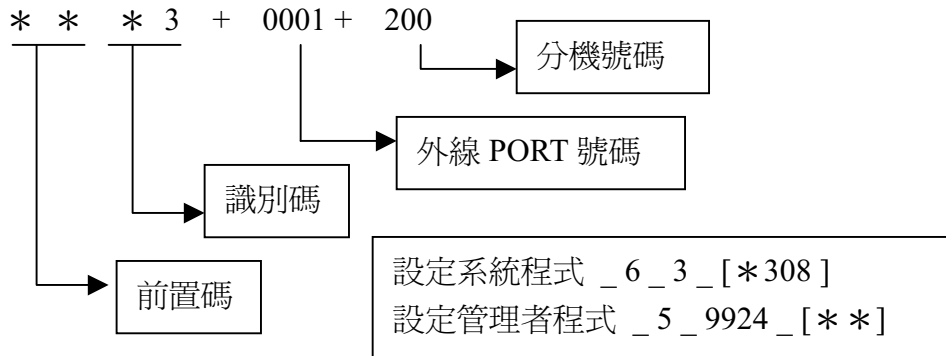 ＊ ＊ ＊ 3 + 0001 + 200
分機號碼
外線 PORT 號碼
識別碼
前置碼
設定系統程式 _ 6 _ 3 _ [＊308 ]
設定管理者程式 _ 5 _ 9924 _ [＊＊]